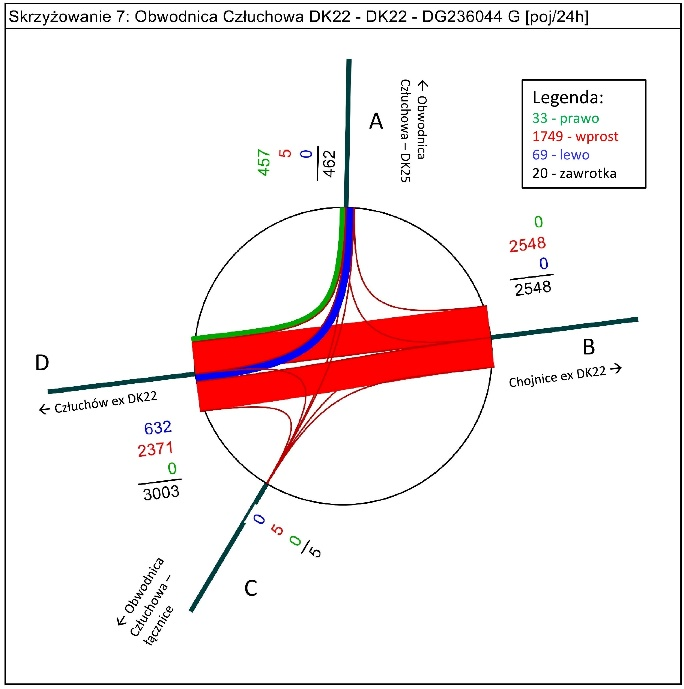 Skrzyżowanie 7: Obwodnica Człuchowa DK22 - DK22 - DG236044 G [poj/24h]
A
← Obwodnica
Człuchowa – DK25
457
5
0
462
Legenda:
33 - prawo
1749 - wprost
69 - lewo
20 - zawrotka
0
2548
0
2548
B
Chojnice ex DK22 →
D
← Człuchów ex DK22
632
2371
0
3003
0
5
0
5
C
← Obwodnica
Człuchowa –
łącznice